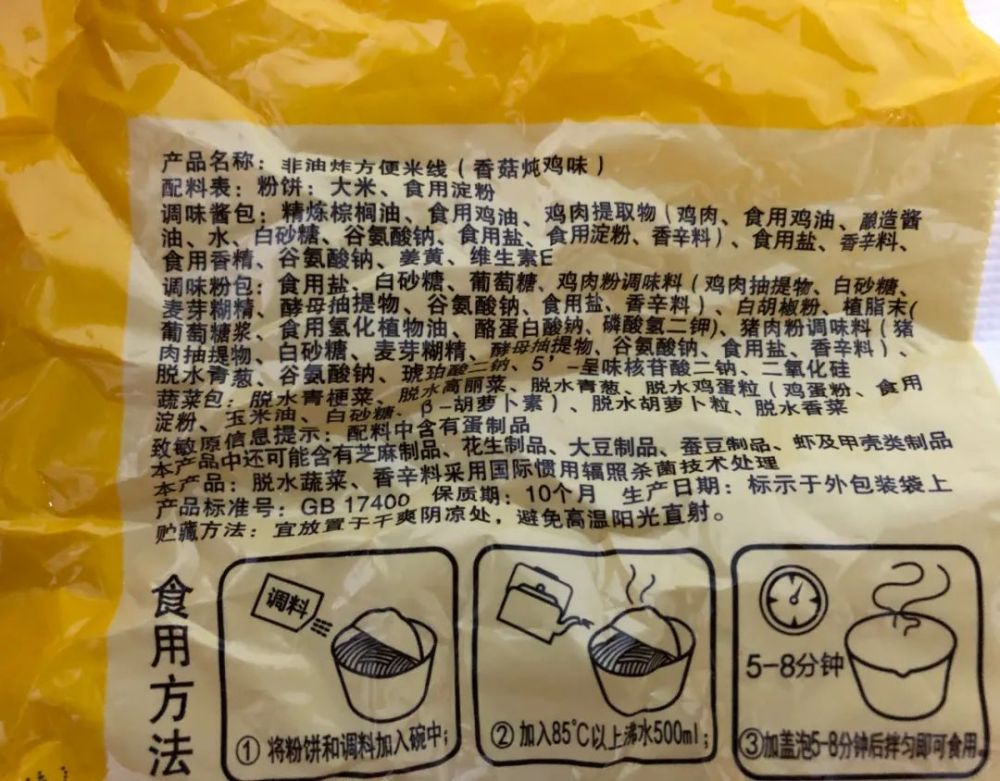 产品名称：非油炸方便米线（香菇炖鸡味）
配料表：粉饼：大米、食用淀粉
调味酱包：精炼棕榈油、食用鸡油、鸡肉提取物（鸡肉、食用鸡油、酿造酱
油、水、白砂糖、谷氨酸钠、食用盐、食用淀粉、香辛料）、食用盐、香辛料、
食用香精、谷氨酸钠、姜黄、维生素E
调味粉包：食用盐、白砂糖、葡萄糖、鸡肉粉调味料（鸡肉抽提物、白砂糖、
麦芽糊精、酵母抽提物、谷氨酸钠、食用盐、香辛料）、白胡椒粉、植脂末（
葡萄糖浆、食用氢化植物油、酪蛋白酸钠、磷酸氢二钾）、猪肉粉调味料（猪
肉抽提物、白砂糖、麦芽糊精、酵母抽提物、谷氨酸钠、食用盐、香辛料）、
脱水青葱、谷氨酸钠、琥珀酸二钠、5’-呈味核苷酸二钠、二氧化硅
蔬菜包：脱水青梗菜、脱水高丽菜、脱水青葱、脱水鸡蛋粒（鸡蛋粉、食用
淀粉、玉米油、白砂糖、β-胡萝卜素）、脱水胡萝卜粒、脱水香菜
致敏原信息提示：配料中含有蛋制品
本产品中还可能含有芝麻制品、花生制品、大豆制品、蚕豆制品、虾及甲壳类制品
本产品：脱水蔬菜、香辛料采用国际惯用辐照杀菌技术处理
产品标准号：GB 17400 保质期：10个月 生产日期：标示于外包装袋上
贮藏方法：宜放置于干爽阴凉处，避免高温阳光直射。
食用方法
调料
①将粉饼和调料加入碗中；
②加入85℃以上沸水500ml；
5-8分钟
③加盖泡5-8分钟后拌匀即可食用。